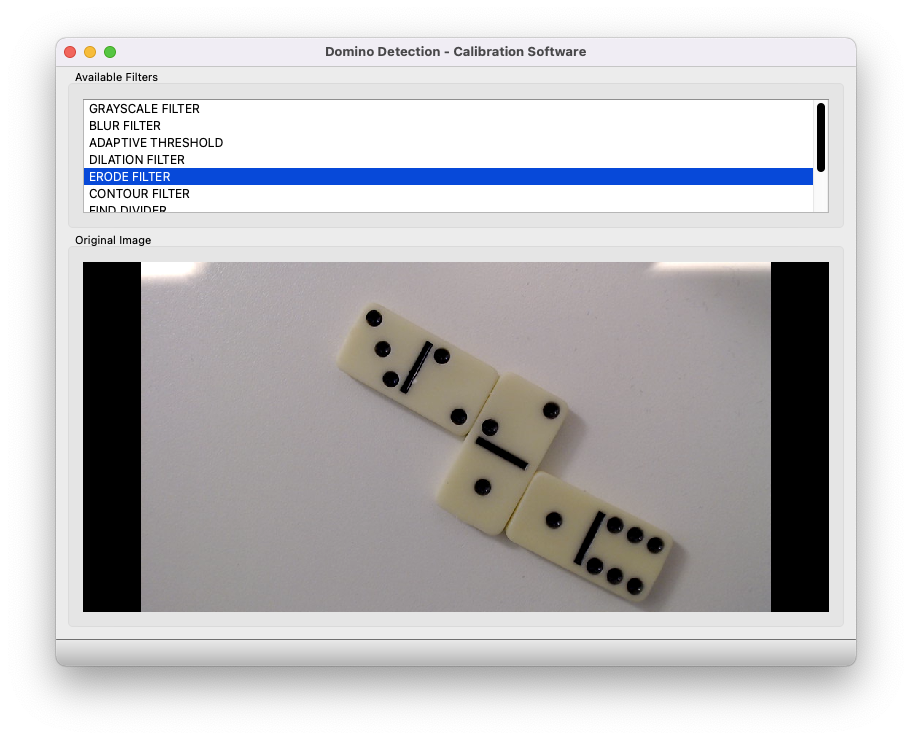 Domino Detection - Calibration Software
Available Filters
GRAYSCALE FILTER
BLUR FILTER
ADAPTIVE THRESHOLD
DILATION FILTER
ERODE FILTER
CONTOUR FILTER
FIND DIVIDER
Original Image